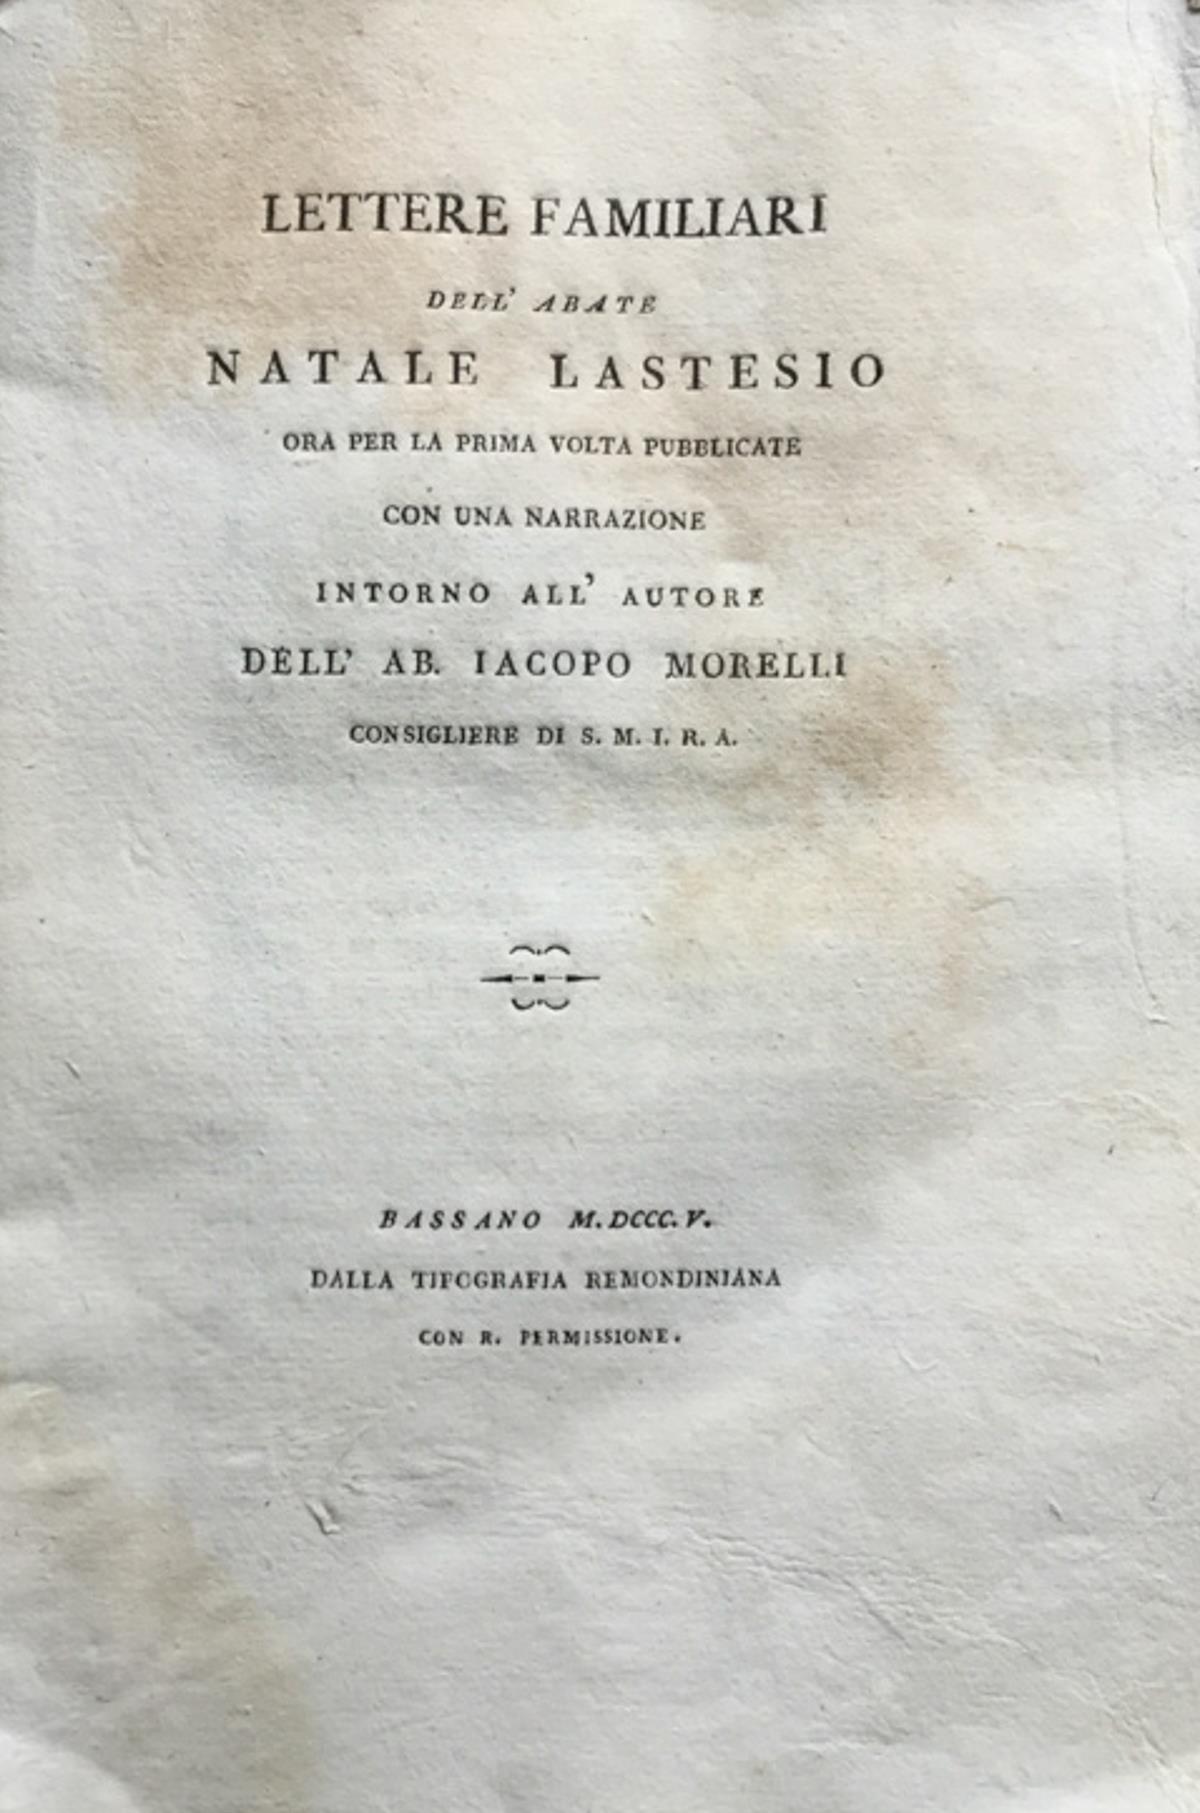 LETTERE FAMILIARI
DELL' ABATE
NATALE LASTESIO
ORA PER LA PRIMA VOLTA PUBBLICATE
CON UNA NARRAZIONE
INTORNO ALL' AUTORE
DELL' AB. IACOPO MORELLI
CONSIGLIERE DI S. M. I. R. A.
BASSANO M.DCCC.V.
DALLA TIPOGRAFIA REMONDINIANA
CON R. PERMISSIONE.